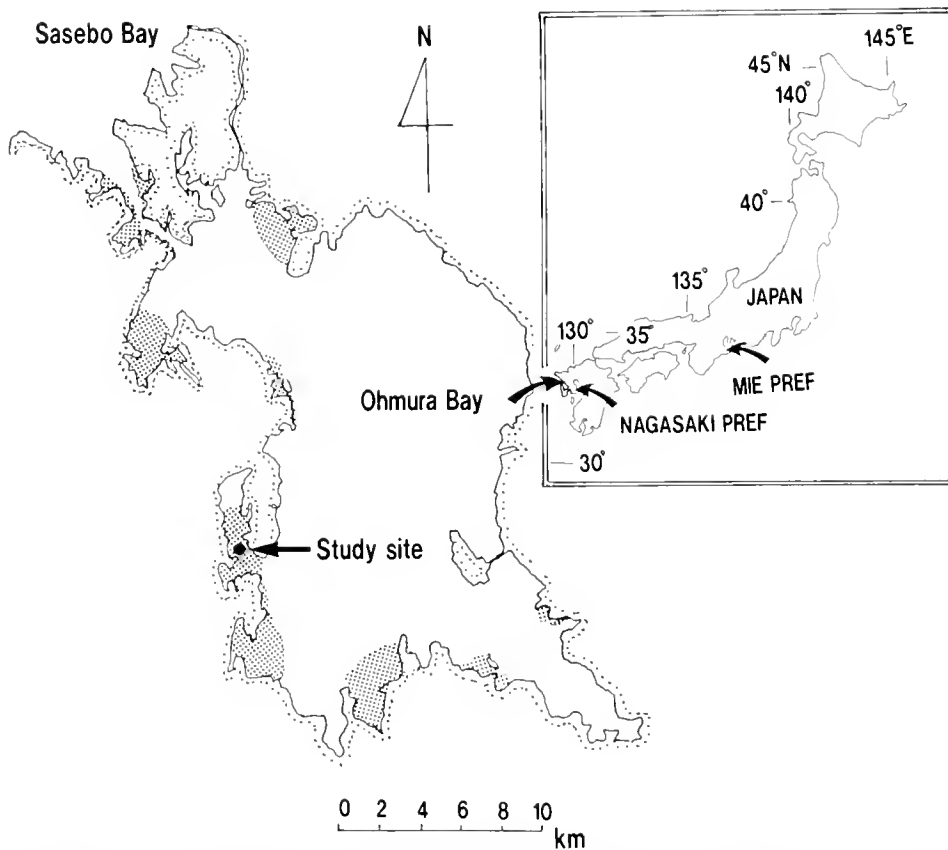 Sasebo Bay
N
145°E
45°N
140°
40°
135°
JAPAN
130°
35°
MIE PREF
Ohmura Bay
NAGASAKI PREF
30°
Study site
0 2 4 6 8 10
km